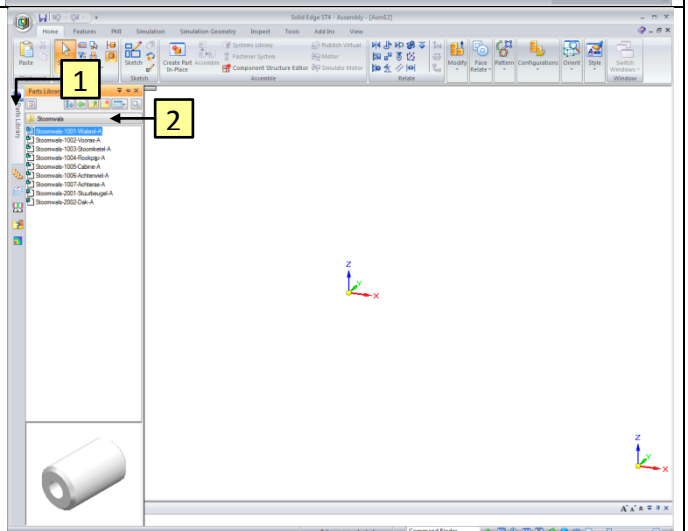 Solid Edge ST4 - Assembly - [Asm12]
Home Features PMI Simulation Simulation Geometry Inspect Tools Add Ins View
Paste
Sketch
Create Part In-Place
Assemble
Systems Library
Fastener System
Component Structure Editor
Publish Virtual
Motor
Simulate Motor
Modify
Face Relate
Pattern
Configurations
Orient
Style
Switch Windows
Sketch
Assemble
Relate
Window
1
Parts Library
Parts Library
2
Stoomwals
Stoomwals-1001-Walsrol-A
Stoomwals-1002-Vooras-A
Stoomwals-1003-Stoomketel-A
Stoomwals-1004-Rookpijp-A
Stoomwals-1005-Cabine-A
Stoomwals-1006-Achterwiel-A
Stoomwals-1007-Achteras-A
Stoomwals-2001-Stuurbeugel-A
Stoomwals-2002-Dak-A
Z
Y
X
Z
Y
X
Command Finder